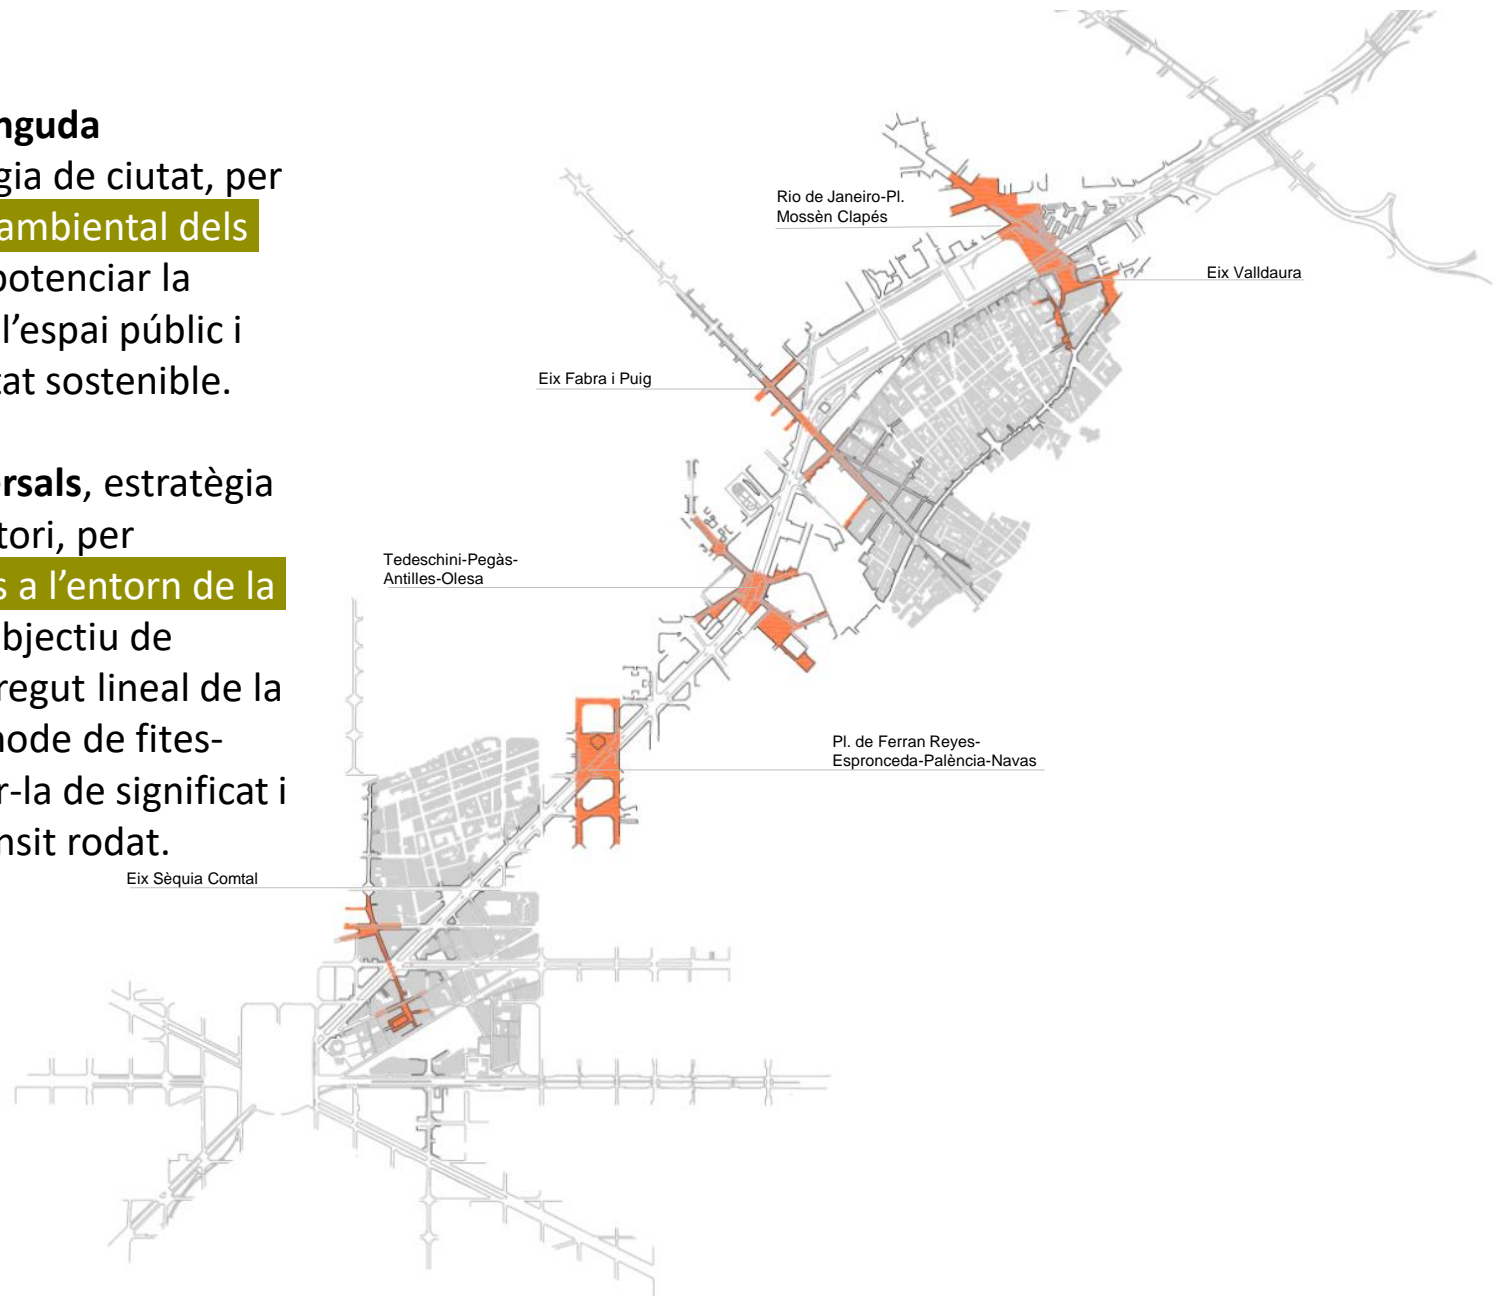 nguda
gia de ciutat, per
ambiental dels
potenciar la
l’espai públic i
tat sostenible.
ersals, estratègia
tori, per
s a l’entorn de la
bjectiu de
regut lineal de la
node de fites-
r-la de significat i
nsit rodat.
Rio de Janeiro-Pl.
Mossèn Clapés
Eix Valldaura
Eix Fabra i Puig
Tedeschini-Pegàs-
Antilles-Olesa
Pl. de Ferran Reyes-
Espronceda-Palència-Navas
Eix Sèquia Comtal